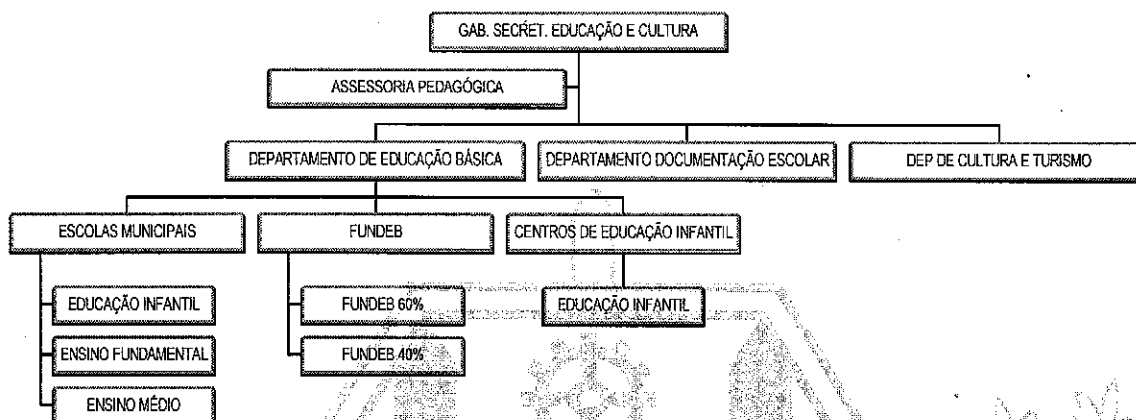 GAB. SECRET. EDUCAÇÃO E CULTURA
ASSESSORIA PEDAGÓGICA
DEPARTAMENTO DE EDUCAÇÃO BÁSICA
DEPARTAMENTO DOCUMENTAÇÃO ESCOLAR
DEP DE CULTURA E TURISMO
ESCOLAS MUNICIPAIS
FUNDEB
CENTROS DE EDUCAÇÃO INFANTIL
EDUCAÇÃO INFANTIL
FUNDEB 60%
EDUCAÇÃO INFANTIL
ENSINO FUNDAMENTAL
FUNDEB 40%
ENSINO MÉDIO